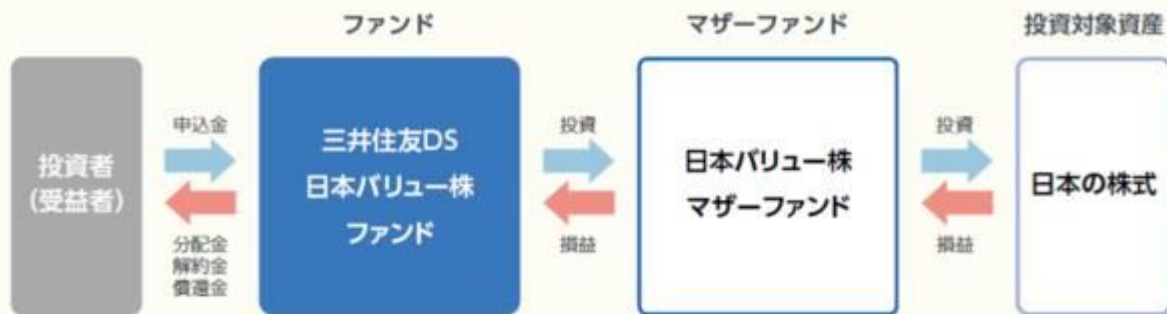 ファンド
マザーファンド
投資対象資産
投資者
(受益者)
申込金
分配金
解約金
償還金
三井住友DS
日本バリュー株
ファンド
投資
損益
日本バリュー株
マザーファンド
投資
損益
日本の株式